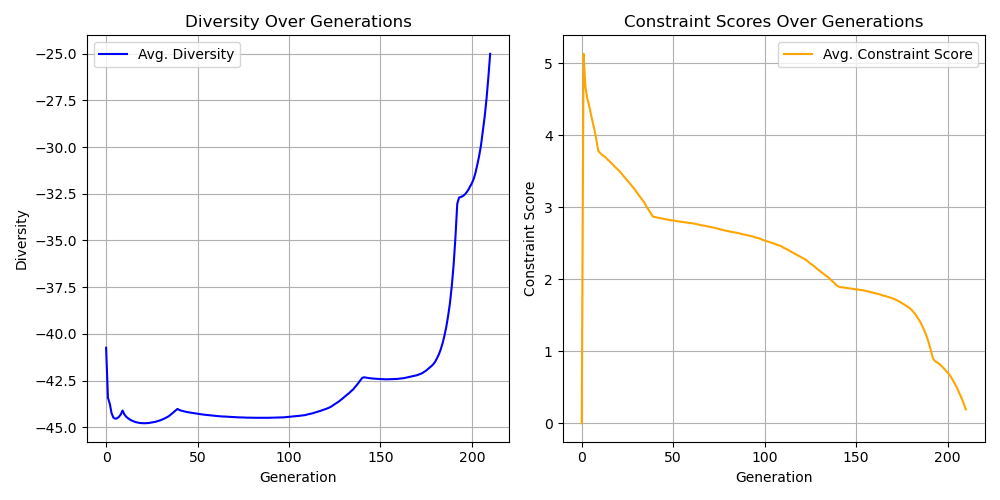 Diversity Over Generations
Avg. Diversity
−25.0
−27.5
−30.0
−32.5
−35.0
−37.5
−40.0
−42.5
−45.0
Diversity
0 50 100 150 200
Generation
Constraint Scores Over Generations
Avg. Constraint Score
5
4
3
2
1
0
Constraint Score
0 50 100 150 200
Generation